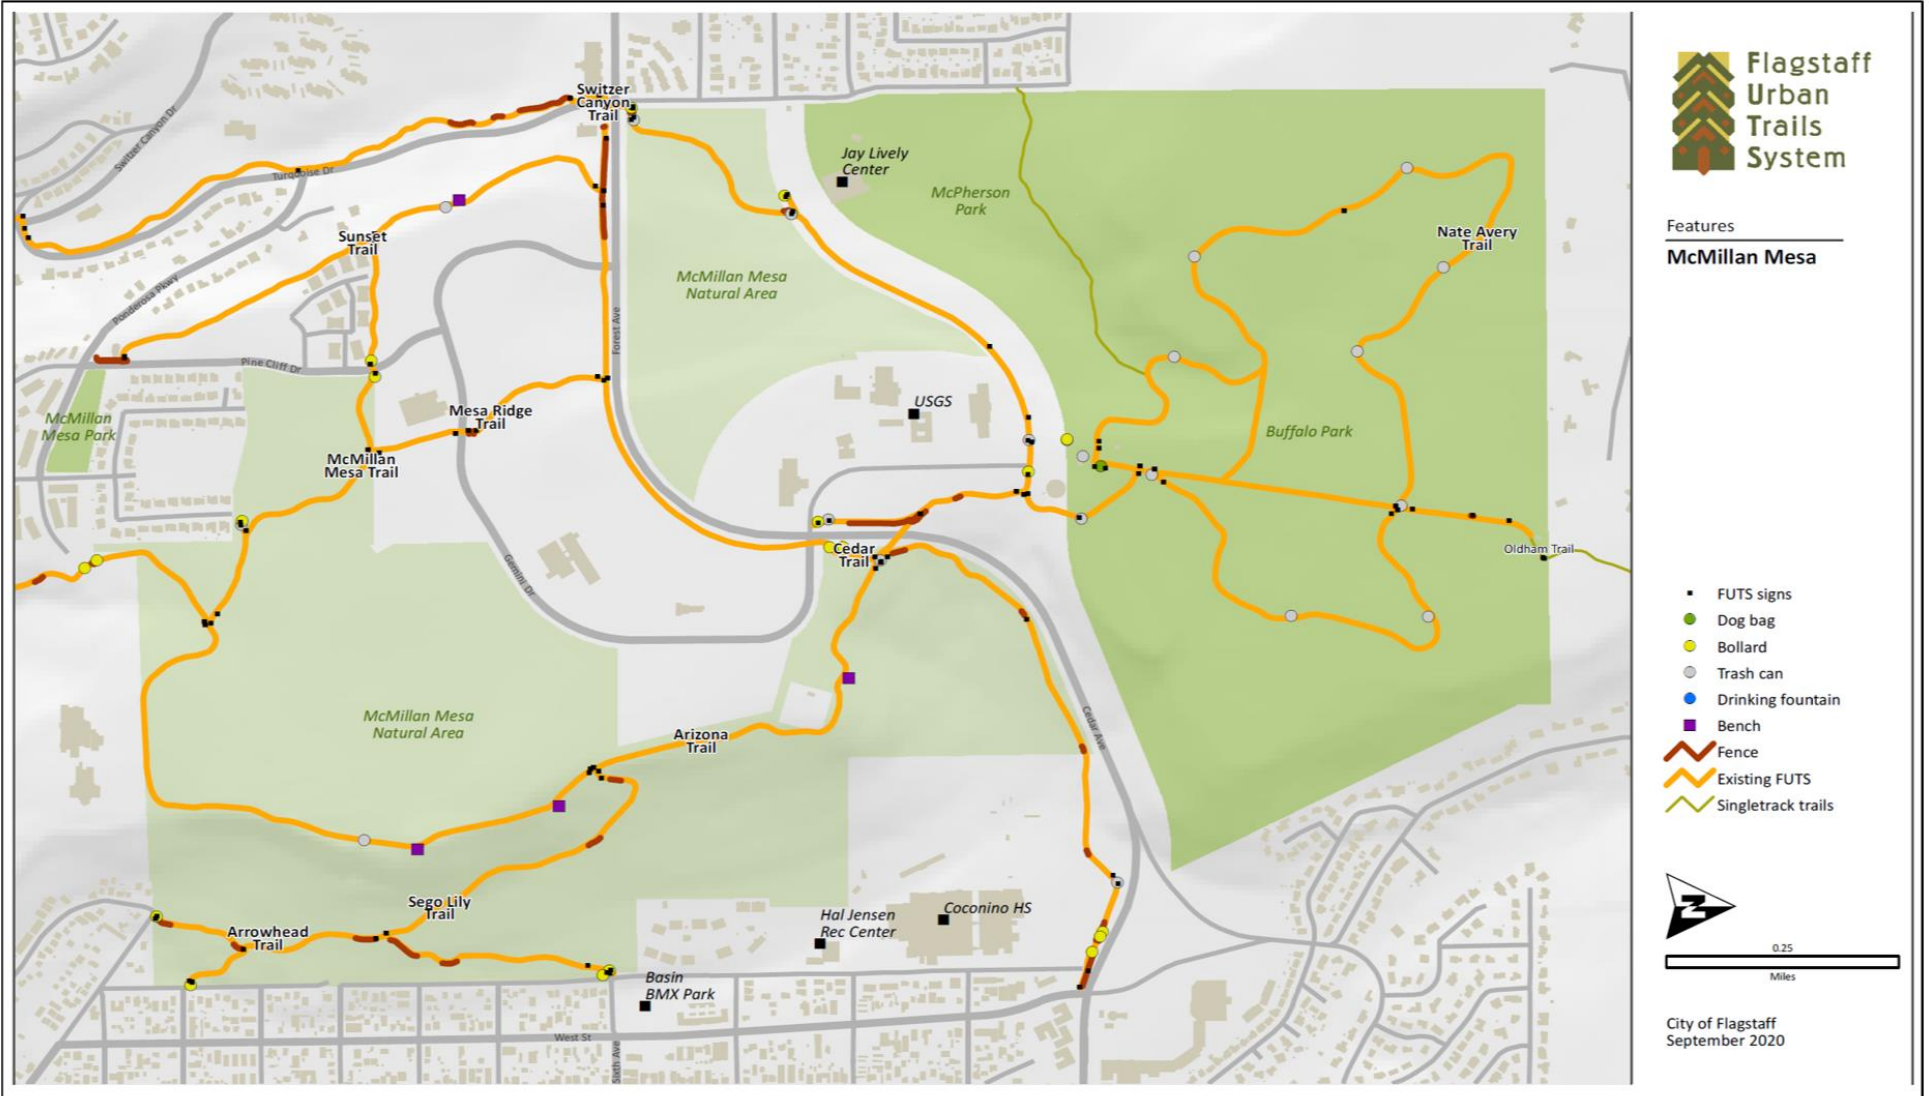 Flagstaff
Urban
Trails
System
Features
McMillan Mesa
Switzer
Canyon
Trail
Switzer Canyon Dr
Turquoise Dr
Jay Lively
Center
McPherson
Park
Nate Avery
Trail
Sunset
Trail
McMillan Mesa
Natural Area
Ponderosa Pkwy
Forest Ave
Pine Cliff Dr
McMillan
Mesa Park
Mesa Ridge
Trail
USGS
Buffalo Park
McMillan
Mesa Trail
Gemini Dr
Cedar
Trail
Oldham Trail
McMillan Mesa
Natural Area
Arizona
Trail
Cedar Ave
Sego Lily
Trail
Arrowhead
Trail
Hal Jensen
Rec Center
Coconino HS
Basin
BMX Park
West St
Sixth Ave
FUTS signs
Dog bag
Bollard
Trash can
Drinking fountain
Bench
Fence
Existing FUTS
Singletrack trails
N
0.25
Miles
City of Flagstaff
September 2020